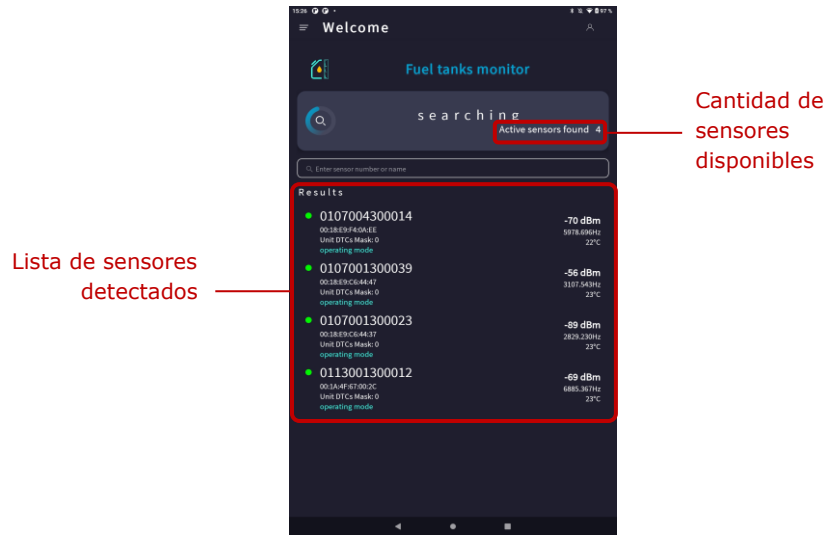 15:26
97 %
Welcome
Fuel tanks monitor
searching
Active sensors found 4
Cantidad de
sensores
disponibles
Enter sensor number or name
Results
Lista de sensores
detectados
0107004300014
-70 dBm
00:18:E9:F4:0A:EE
5978.696Hz
Unit DTCs Mask: 0
22°C
operating mode
0107001300039
-56 dBm
00:18:E9:C6:44:47
3107.543Hz
Unit DTCs Mask: 0
23°C
operating mode
0107001300023
-89 dBm
00:18:E9:C6:44:37
2829.230Hz
Unit DTCs Mask: 0
23°C
operating mode
0113001300012
-69 dBm
00:1A:4F:67:00:2C
6885.367Hz
Unit DTCs Mask: 0
23°C
operating mode